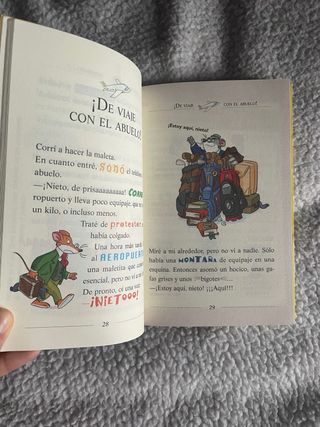 ¡DE VIAJE
CON EL ABUELO!
Corrí a hacer la maleta.
En cuanto entré, SONÓ el
abuelo.
—¡Nieto, de prisaaaaaaaa!
ropuerto y lleva poco equipaje,
un kilo, o incluso menos.
Traté de protestar
había colgado.
Una hora más
al AEROPUER
una maletita que
esencial, pero no
De pronto, oí una
—¡NIETOOO!
28
¡DE VIAJE CON EL ABUELO!
¡Estoy aquí, nieto!
Miré a mi alrededor, pero no vi a nadie. Sólo
había una MONTAÑA de equipaje en una
esquina. Entonces asomó un hocico, unas ga-
fas grises y unos bigotes...
—¡Estoy aquí, nieto! ¡¡¡Aquí!!!
29